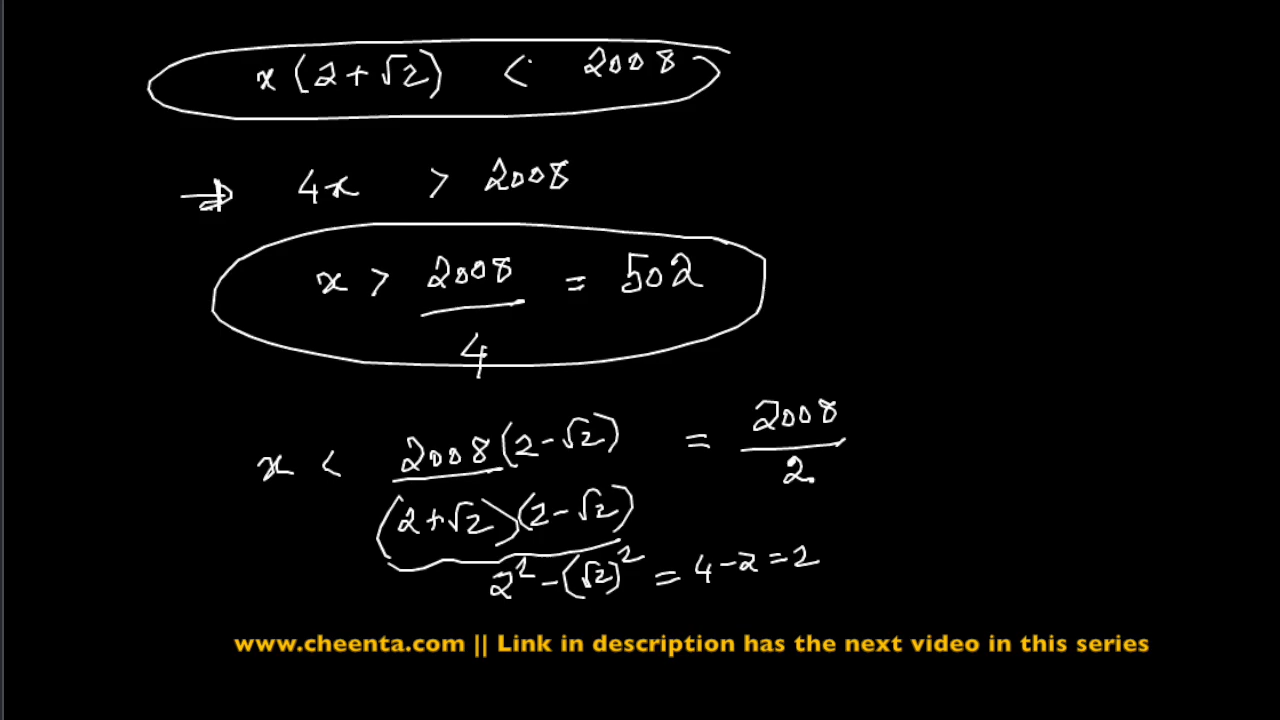 x (2 + √2) < 2008
⇒ 4x > 2008
x > 2008/4 = 502
x < 2008(2 - √2)/(2 + √2)(2 - √2) = 2008/2
2² - (√2)² = 4 - 2 = 2
www.cheenta.com || Link in description has the next video in this series